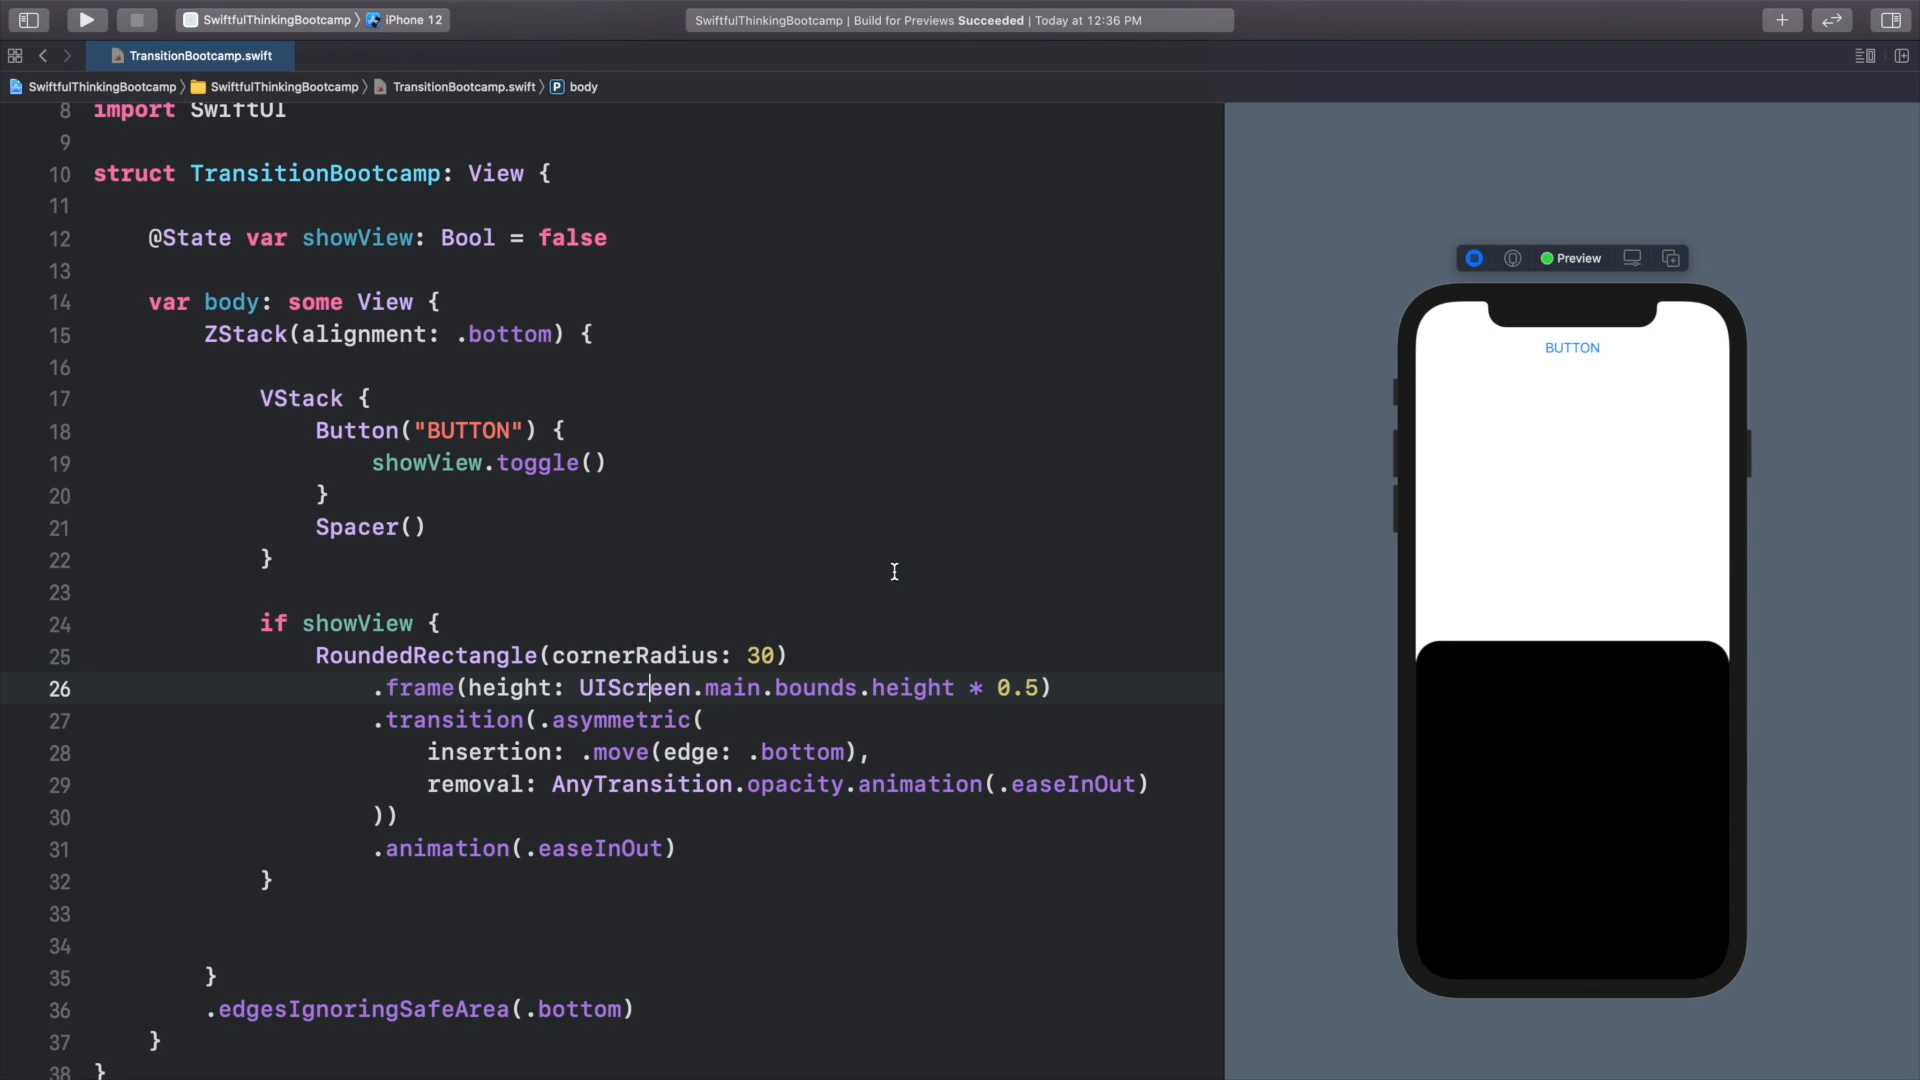 SwiftfulThinkingBootcamp 〉 iPhone 12
SwiftfulThinkingBootcamp | Build for Previews Succeeded | Today at 12:36 PM
TransitionBootcamp.swift
SwiftfulThinkingBootcamp 〉 SwiftfulThinkingBootcamp 〉 TransitionBootcamp.swift 〉 P body
8 import SwiftUI
9
10 struct TransitionBootcamp: View {
11
12     @State var showView: Bool = false
13
14     var body: some View {
15         ZStack(alignment: .bottom) {
16
17             VStack {
18                 Button("BUTTON") {
19                     showView.toggle()
20                 }
21                 Spacer()
22             }
23
24             if showView {
25                 RoundedRectangle(cornerRadius: 30)
26                     .frame(height: UIScreen.main.bounds.height * 0.5)
27                     .transition(.asymmetric(
28                         insertion: .move(edge: .bottom),
29                         removal: AnyTransition.opacity.animation(.easeInOut)
30                     ))
31                     .animation(.easeInOut)
32             }
33
34
35         }
36         .edgesIgnoringSafeArea(.bottom)
37     }
38 }
Preview
BUTTON